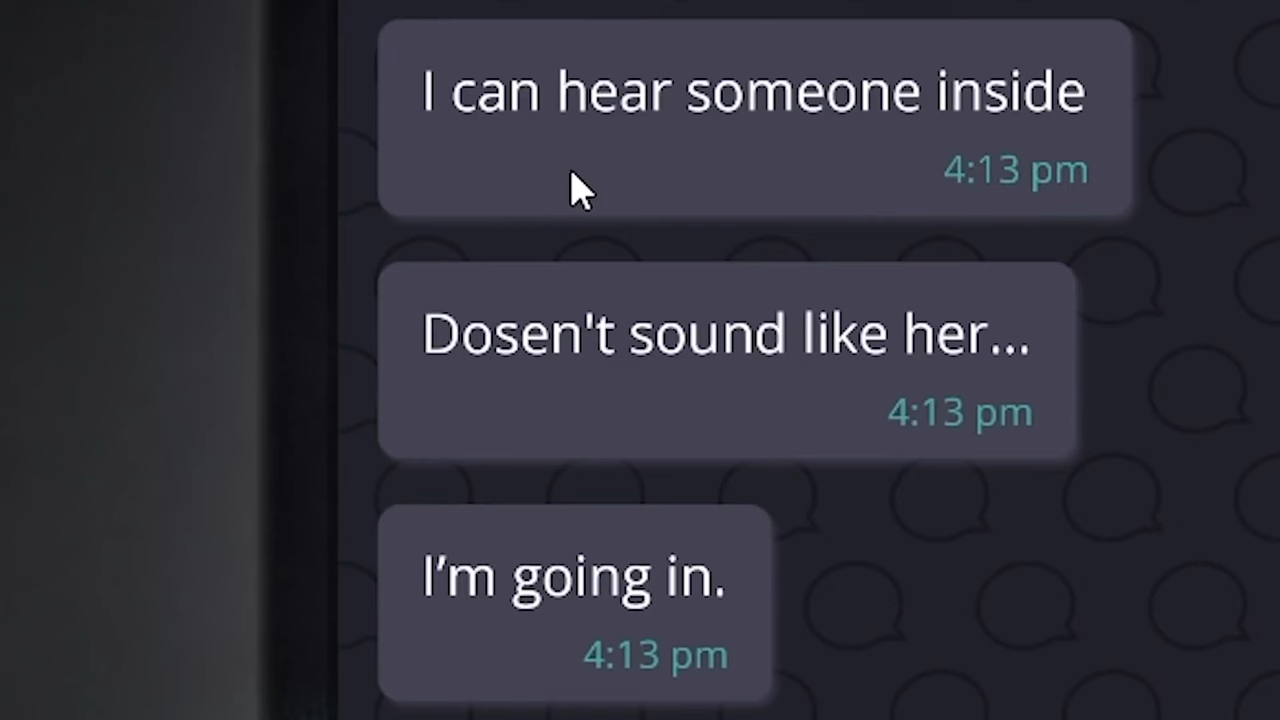 I can hear someone inside
4:13 pm
Dosen't sound like her...
4:13 pm
I’m going in.
4:13 pm